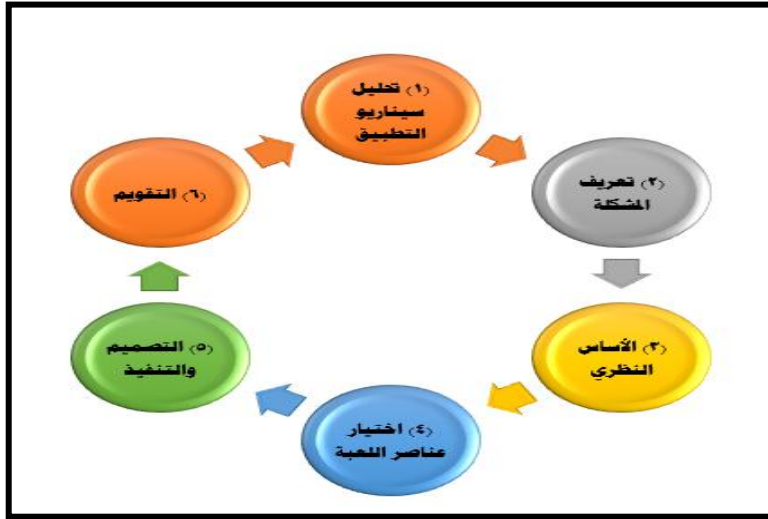 (١) تحليل
سيناريو
التطبيق
(٢) تعريف
المشكلة
(٣) الأساس
النظري
(٤) اختيار
عناصر اللعبة
(٥) التصميم
والتنفيذ
(٦) التقويم